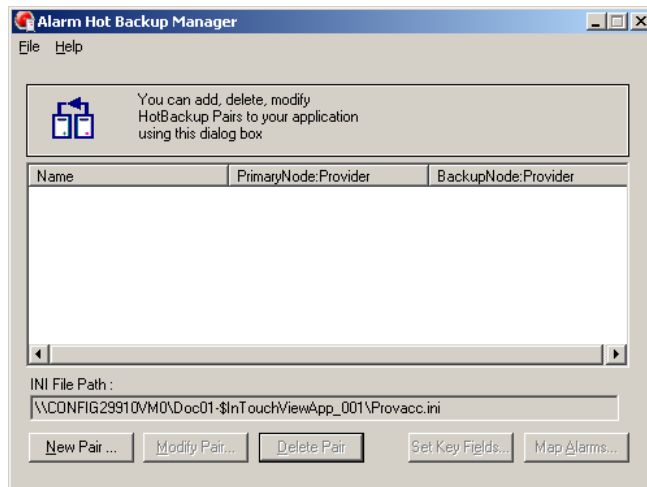 Alarm Hot Backup Manager
File Help
You can add, delete, modify
HotBackup Pairs to your application
using this dialog box
Name PrimaryNode:Provider BackupNode:Provider
INI File Path :
\\CONFIG29910VM0\Doc01-$InTouchViewApp_001\Provacc.ini
New Pair ... Modify Pair... Delete Pair Set Key Fields... Map Alarms...